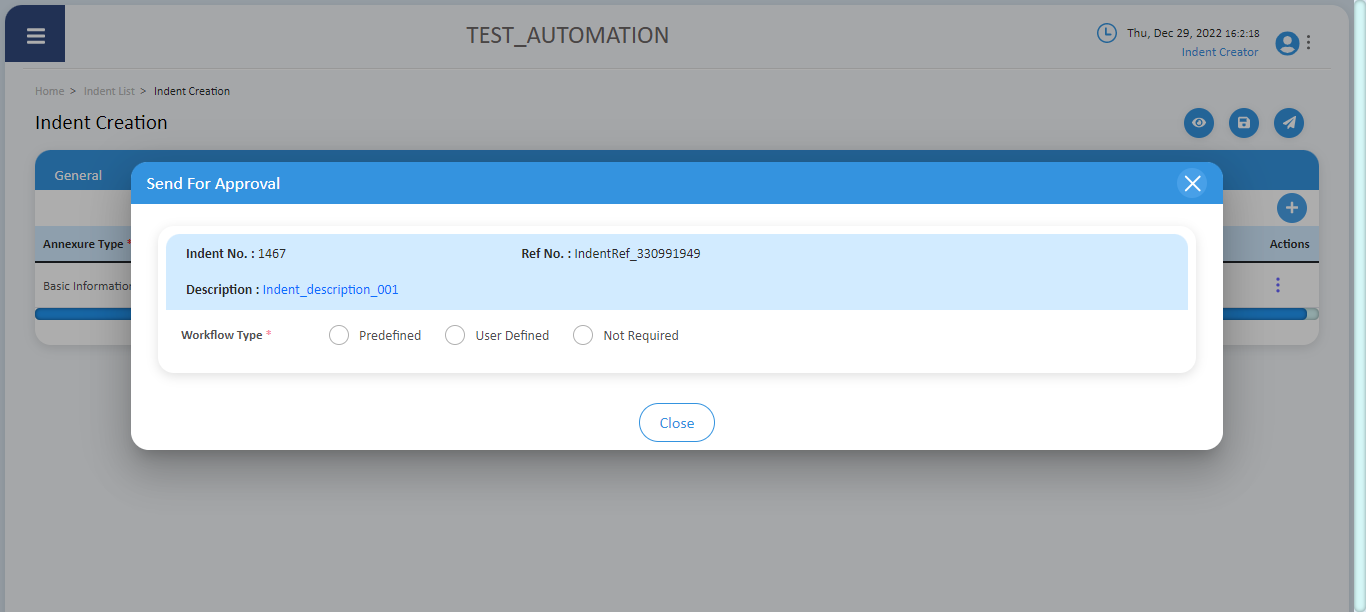 TEST_AUTOMATION
Thu, Dec 29, 2022 16:2:18
Indent Creator
Home > Indent List > Indent Creation
Indent Creation
General
Send For Approval
Annexure Type *
Actions
Basic Information
Indent No. : 1467
Ref No. : IndentRef_330991949
Description : Indent_description_001
Workflow Type * Predefined User Defined Not Required
Close